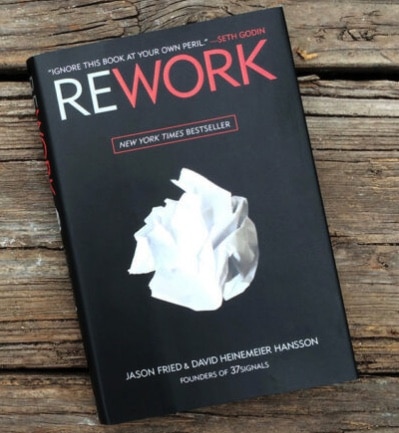 "IGNORE THIS BOOK AT YOUR OWN PERIL." —SETH GODIN
REWORK
NEW YORK TIMES BESTSELLER
JASON FRIED & DAVID HEINEMEIER HANSSON
FOUNDERS OF 37SIGNALS
REWORK